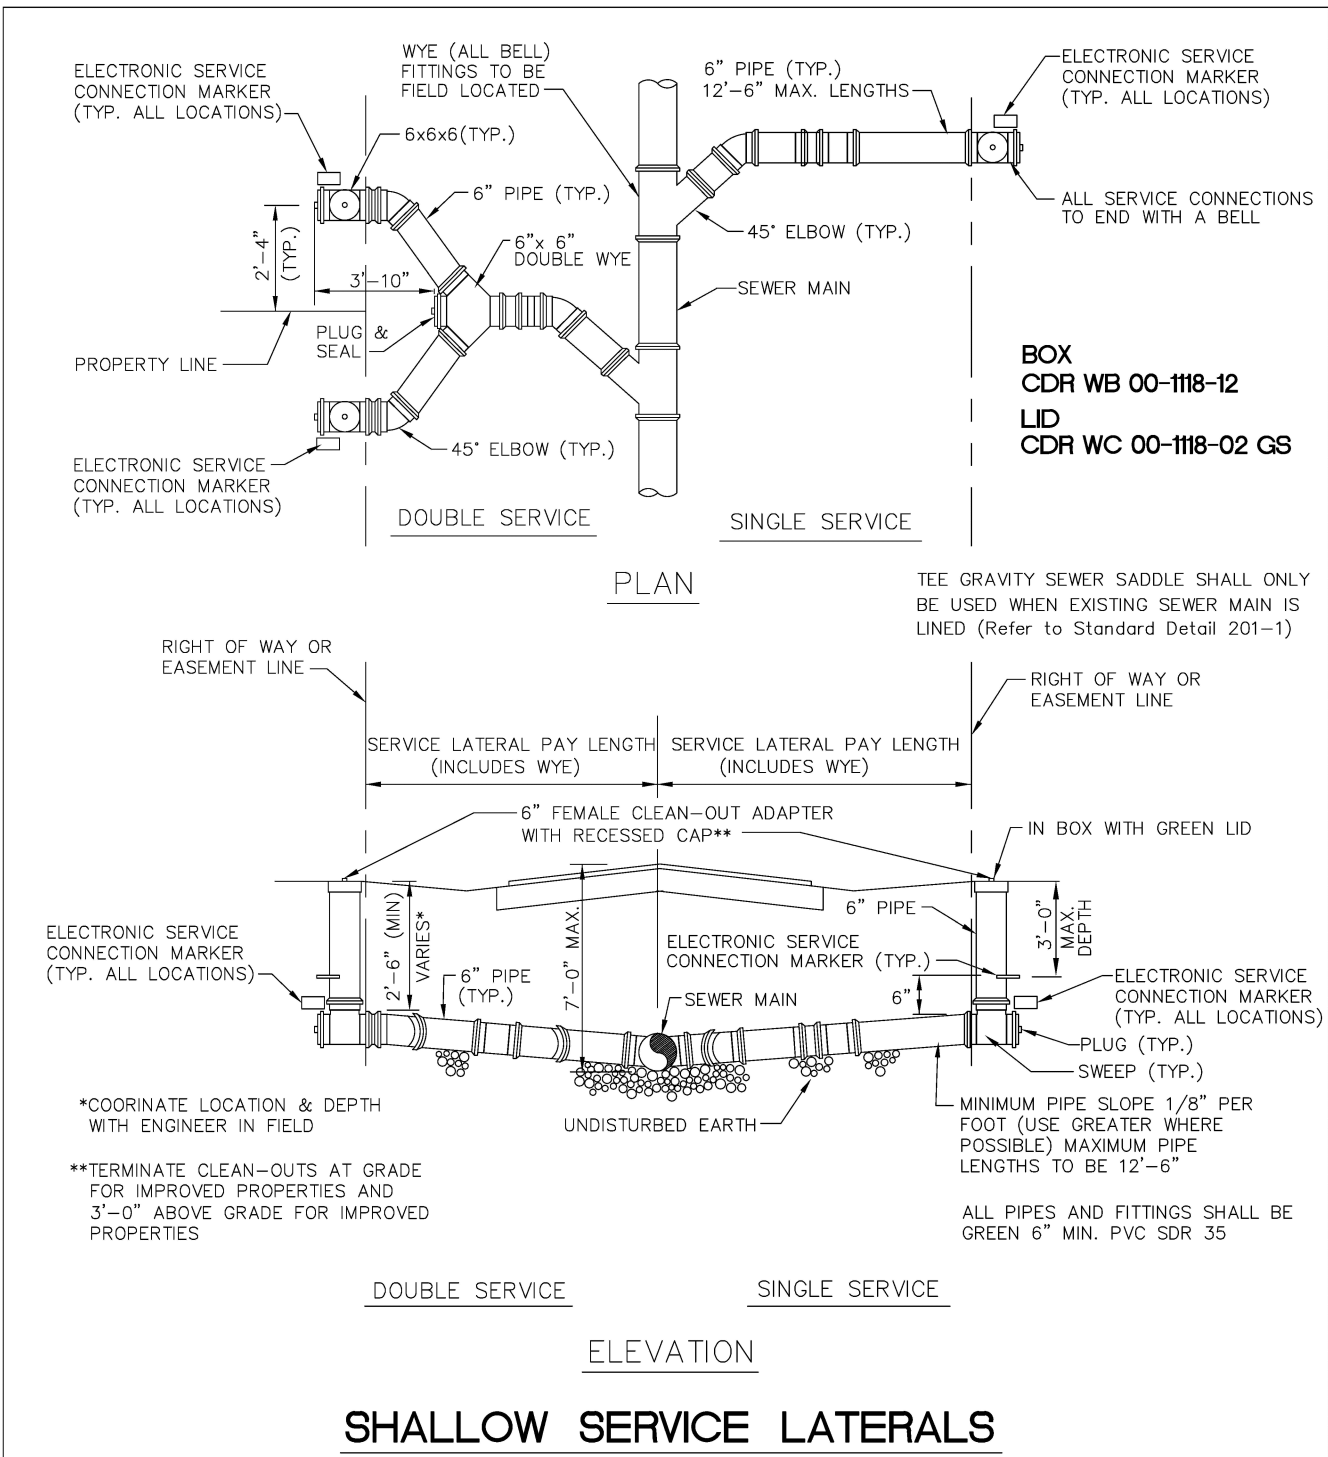 WYE (ALL BELL)
FITTINGS TO BE
FIELD LOCATED
ELECTRONIC SERVICE
CONNECTION MARKER
(TYP. ALL LOCATIONS)
6" PIPE (TYP.)
12'-6" MAX. LENGTHS
ELECTRONIC SERVICE
CONNECTION MARKER
(TYP. ALL LOCATIONS)
6x6x6(TYP.)
6" PIPE (TYP.)
ALL SERVICE CONNECTIONS
TO END WITH A BELL
2'-4"
(TYP.)
6"x 6"
DOUBLE WYE
45° ELBOW (TYP.)
3'-10"
SEWER MAIN
PLUG &
SEAL
PROPERTY LINE
BOX
CDR WB 00-1118-12
LID
CDR WC 00-1118-02 GS
45° ELBOW (TYP.)
ELECTRONIC SERVICE
CONNECTION MARKER
(TYP. ALL LOCATIONS)
DOUBLE SERVICE
SINGLE SERVICE
PLAN
TEE GRAVITY SEWER SADDLE SHALL ONLY
BE USED WHEN EXISTING SEWER MAIN IS
LINED (Refer to Standard Detail 201-1)
RIGHT OF WAY OR
EASEMENT LINE
RIGHT OF WAY OR
EASEMENT LINE
SERVICE LATERAL PAY LENGTH
(INCLUDES WYE)
SERVICE LATERAL PAY LENGTH
(INCLUDES WYE)
6" FEMALE CLEAN-OUT ADAPTER
WITH RECESSED CAP**
IN BOX WITH GREEN LID
2'-6" (MIN)
VARIES*
7'-0" MAX.
6" PIPE
3'-0"
MAX.
DEPTH
ELECTRONIC SERVICE
CONNECTION MARKER
(TYP. ALL LOCATIONS)
6" PIPE
(TYP.)
ELECTRONIC SERVICE
CONNECTION MARKER (TYP.)
6"
SEWER MAIN
ELECTRONIC SERVICE
CONNECTION MARKER
(TYP. ALL LOCATIONS)
PLUG (TYP.)
SWEEP (TYP.)
*COORINATE LOCATION & DEPTH
WITH ENGINEER IN FIELD
UNDISTURBED EARTH
MINIMUM PIPE SLOPE 1/8" PER
FOOT (USE GREATER WHERE
POSSIBLE) MAXIMUM PIPE
LENGTHS TO BE 12'-6"
**TERMINATE CLEAN-OUTS AT GRADE
FOR IMPROVED PROPERTIES AND
3'-0" ABOVE GRADE FOR IMPROVED
PROPERTIES
ALL PIPES AND FITTINGS SHALL BE
GREEN 6" MIN. PVC SDR 35
DOUBLE SERVICE
SINGLE SERVICE
ELEVATION
SHALLOW SERVICE LATERALS